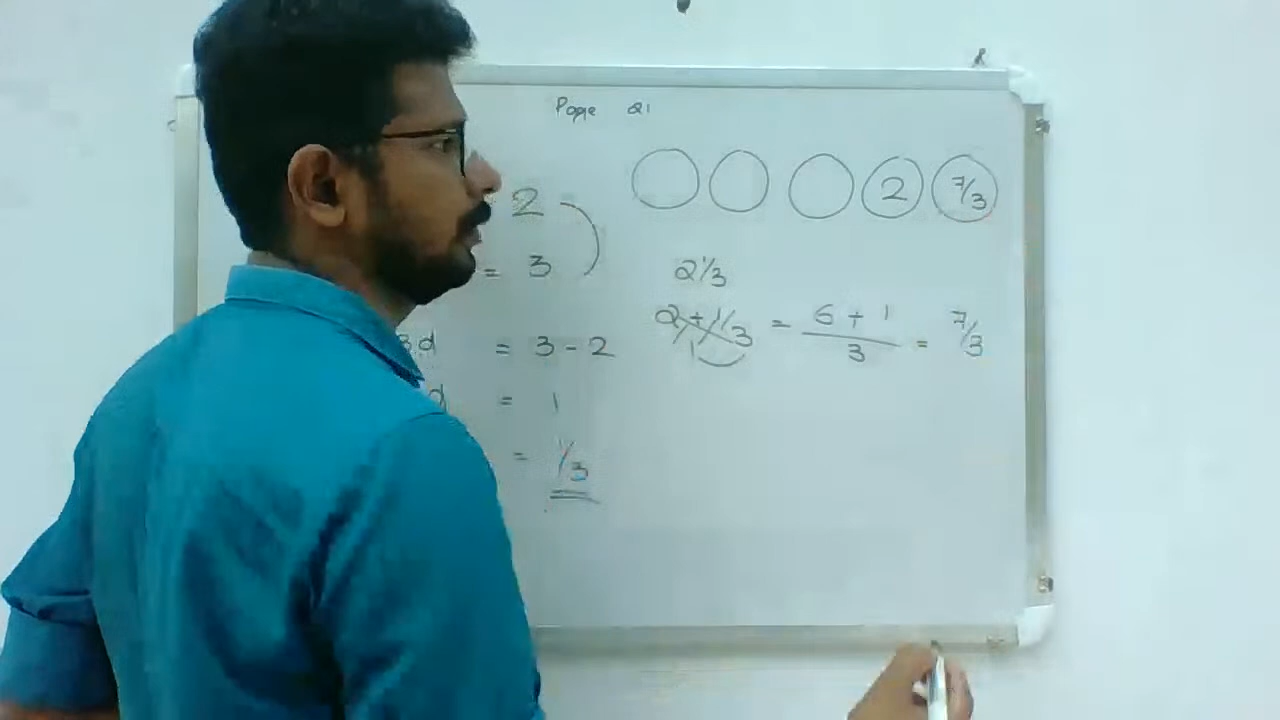 Page 21
2 7/3
2
= 3
2 1/3
2 + 1/3 = 6 + 1 / 3 = 7/3
3d = 3 - 2
d = 1
= 1/3